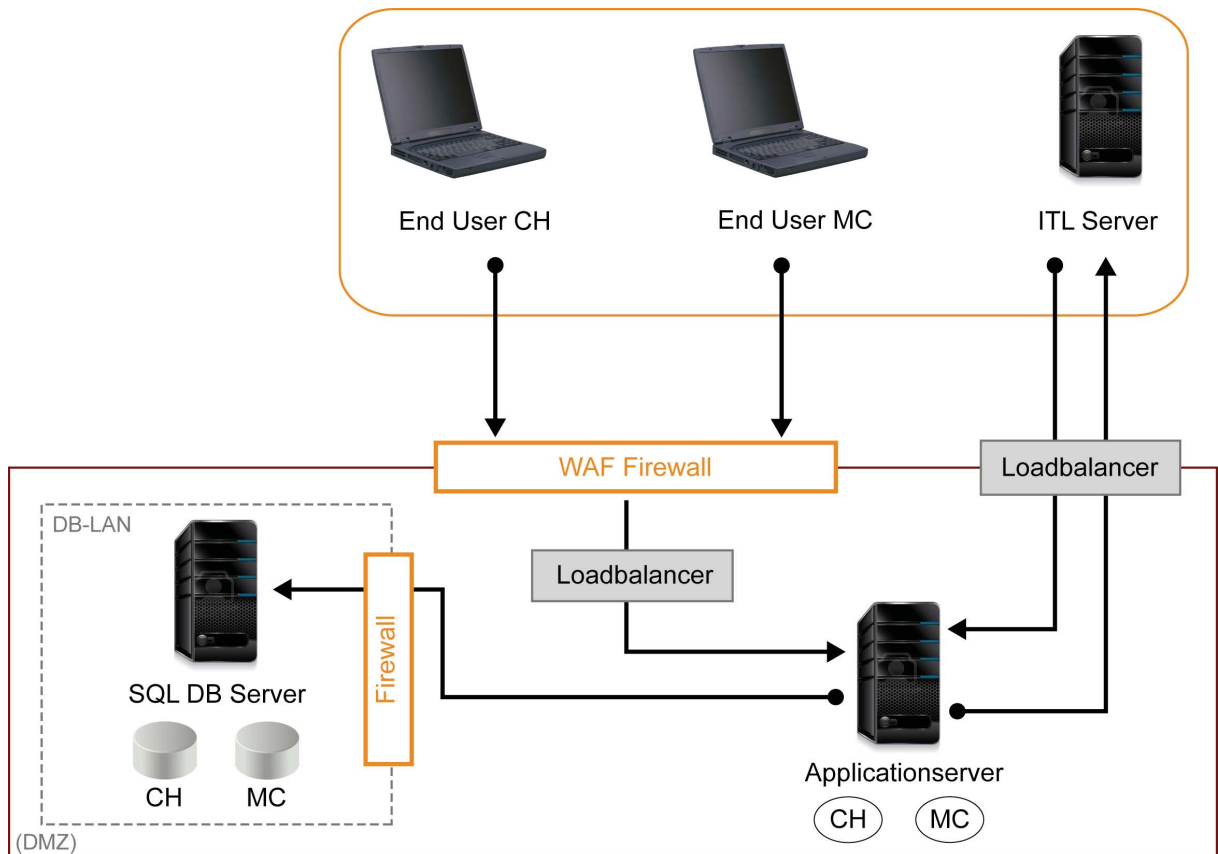 End User CH
End User MC
ITL Server
WAF Firewall
Loadbalancer
DB-LAN
Loadbalancer
Firewall
SQL DB Server
CH
MC
Applicationserver
CH
MC
(DMZ)